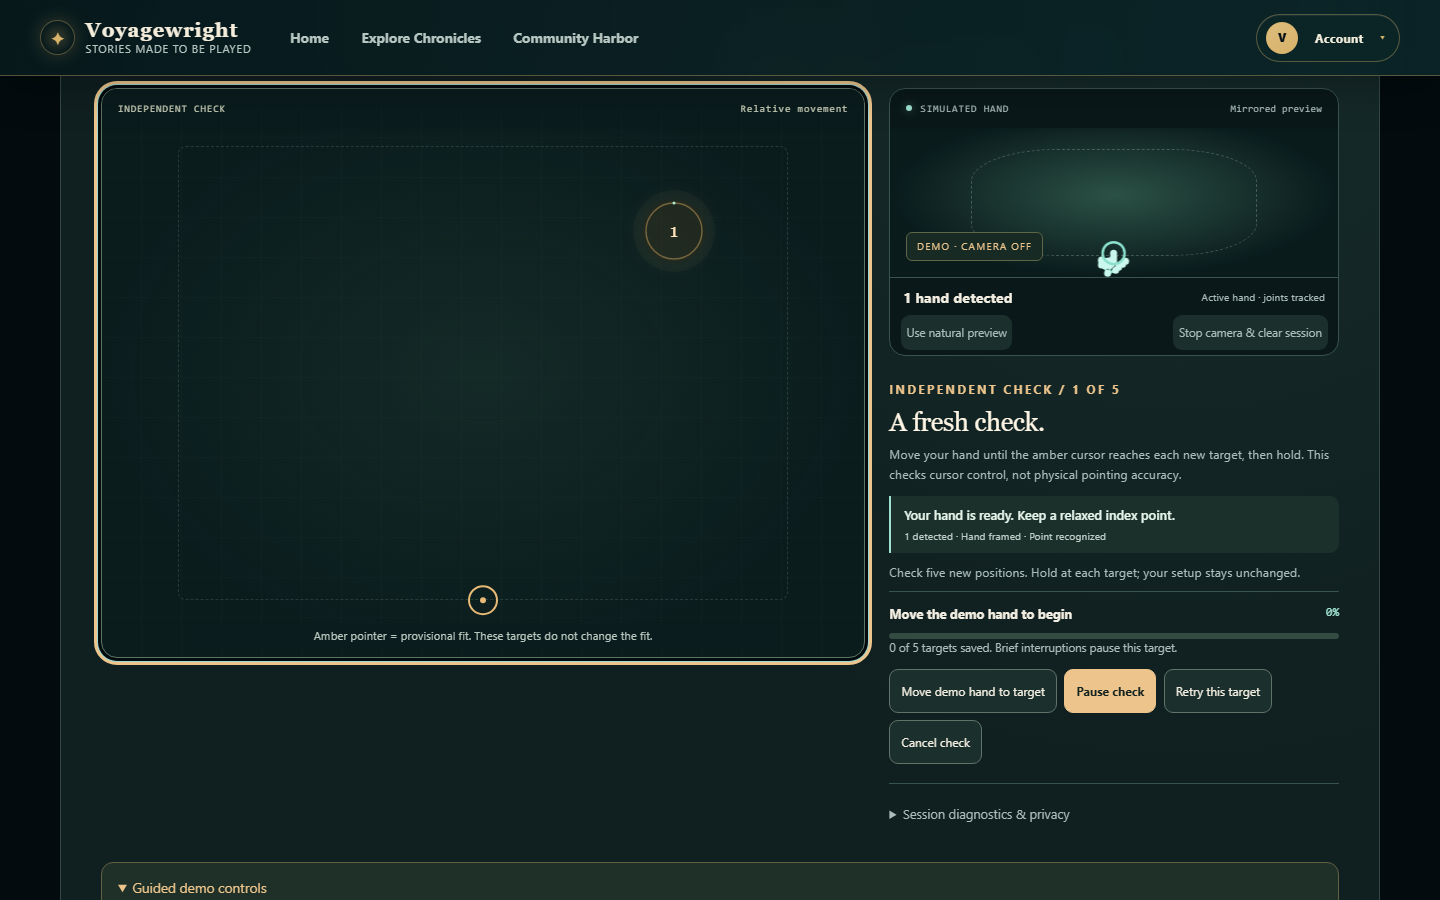 Voyagewright
STORIES MADE TO BE PLAYED
Home
Explore Chronicles
Community Harbor
V
Account
INDEPENDENT CHECK
Relative movement
1
Amber pointer = provisional fit. These targets do not change the fit.
SIMULATED HAND
Mirrored preview
DEMO · CAMERA OFF
1 hand detected
Active hand · joints tracked
Use natural preview
Stop camera & clear session
INDEPENDENT CHECK / 1 OF 5
A fresh check.
Move your hand until the amber cursor reaches each new target, then hold. This
checks cursor control, not physical pointing accuracy.
Your hand is ready. Keep a relaxed index point.
1 detected · Hand framed · Point recognized
Check five new positions. Hold at each target; your setup stays unchanged.
Move the demo hand to begin
0%
0 of 5 targets saved. Brief interruptions pause this target.
Move demo hand to target
Pause check
Retry this target
Cancel check
Session diagnostics & privacy
Guided demo controls